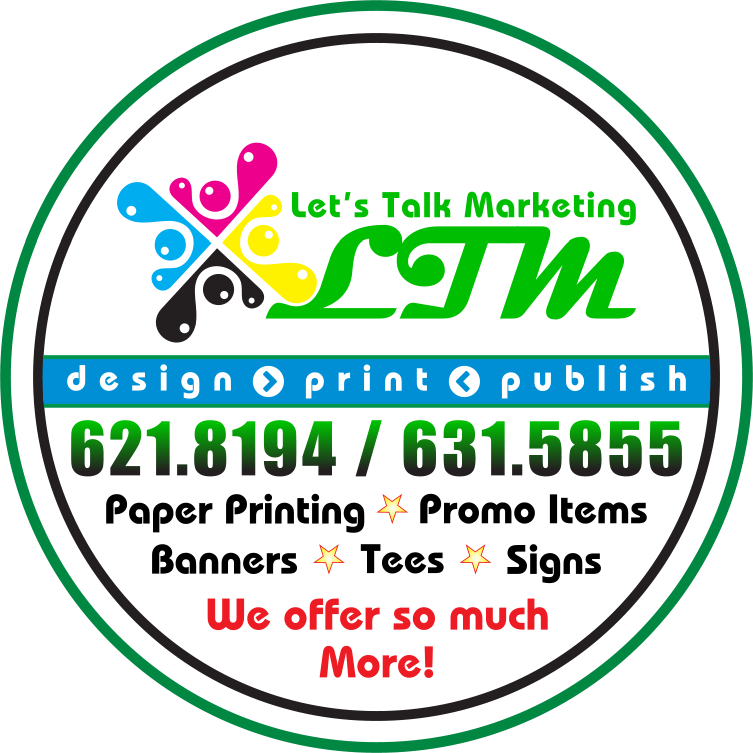 Let's Talk Marketing
LTM
design print publish
621.8194 / 631.5855
Paper Printing Promo Items
Banners Tees Signs
We offer so much
More!